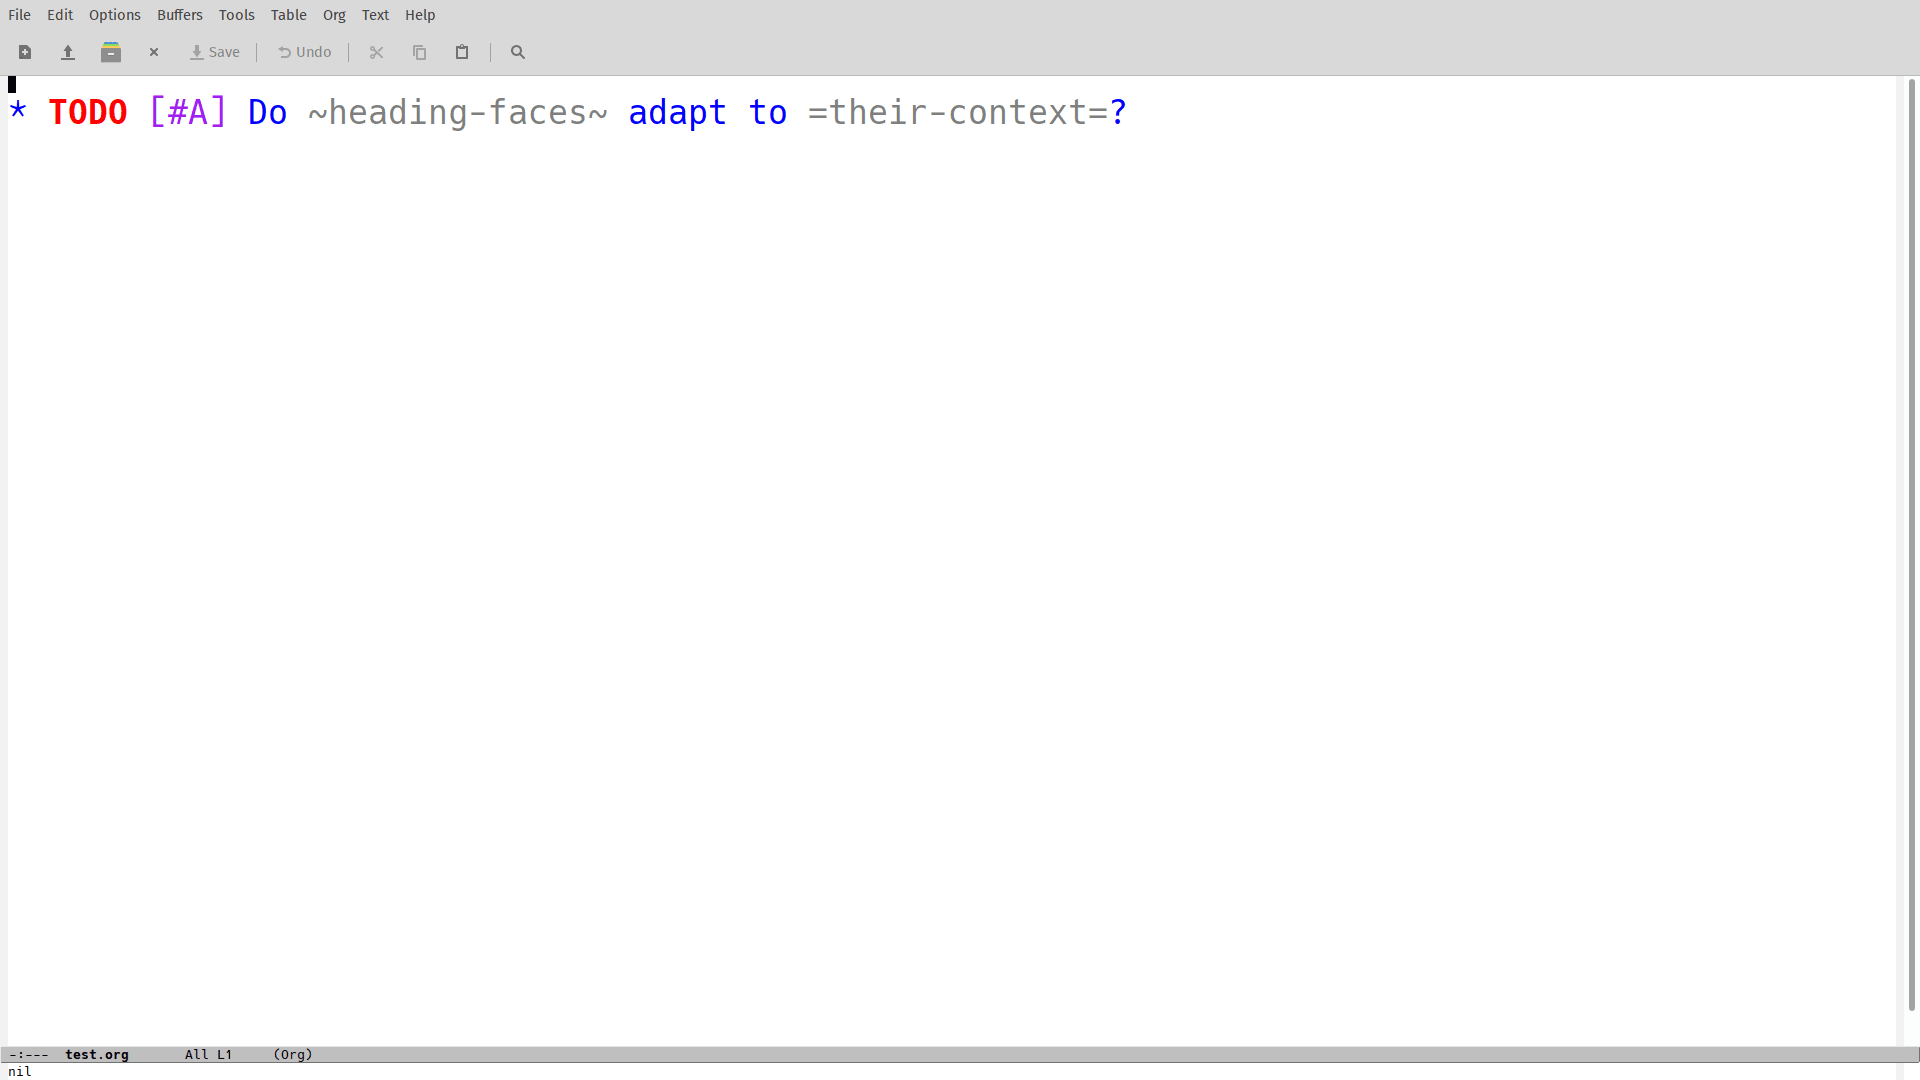 File Edit Options Buffers Tools Table Org Text Help
Save Undo
* TODO [#A] Do ~heading-faces~ adapt to =their-context=?
-:--- test.org All L1 (Org)
nil